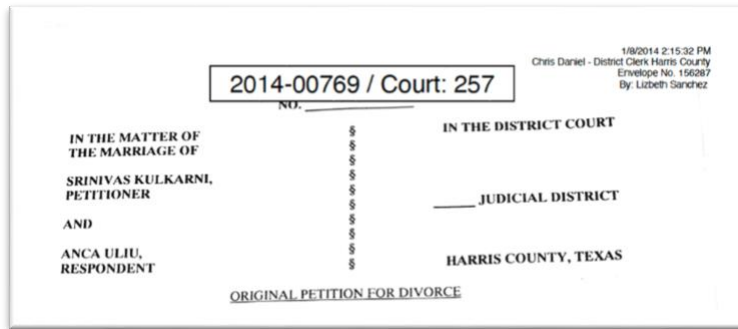 1/8/2014 2:15:32 PM
Chris Daniel - District Clerk Harris County
Envelope No. 156287
By: Lizbeth Sanchez
2014-00769 / Court: 257
NO. ____________
IN THE MATTER OF
THE MARRIAGE OF
SRINIVAS KULKARNI,
PETITIONER
AND
ANCA ULIU,
RESPONDENT
§
§
§
§
§
§
§
§
§
§
IN THE DISTRICT COURT
_____ JUDICIAL DISTRICT
HARRIS COUNTY, TEXAS
ORIGINAL PETITION FOR DIVORCE